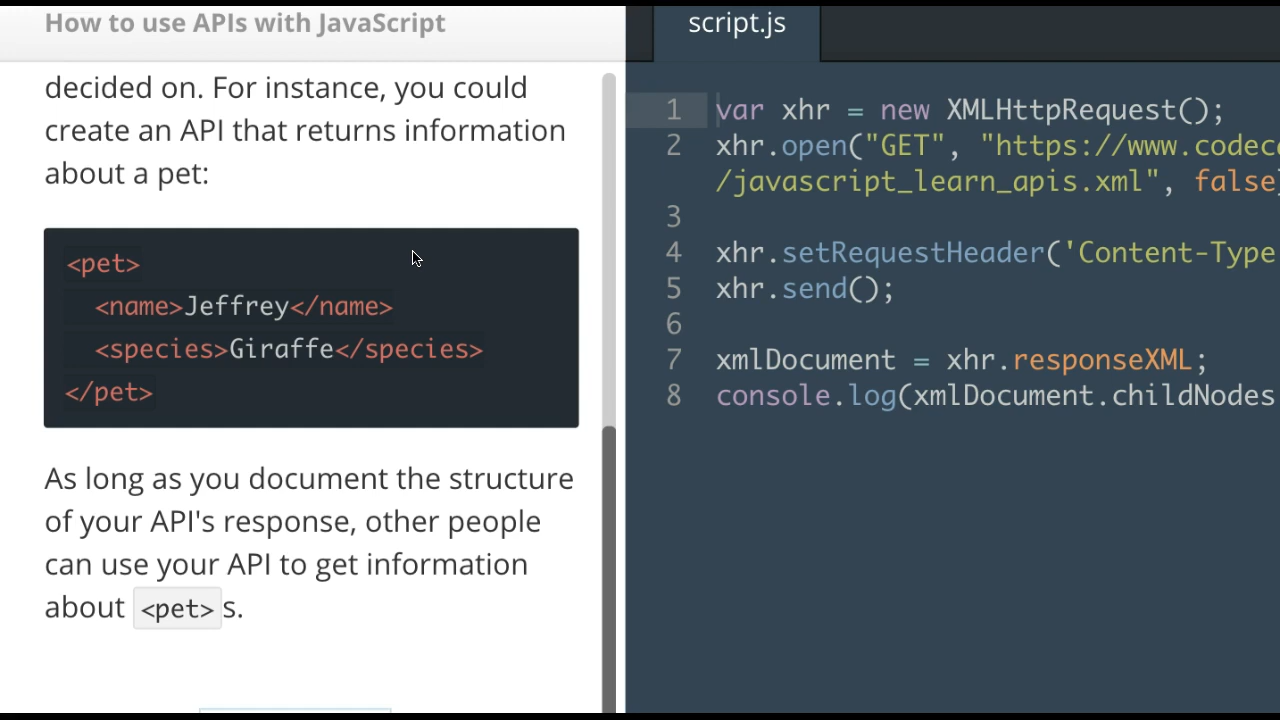 How to use APIs with JavaScript
decided on. For instance, you could
create an API that returns information
about a pet:
<pet>
<name>Jeffrey</name>
<species>Giraffe</species>
</pet>
As long as you document the structure
of your API's response, other people
can use your API to get information
about <pet>s.
script.js
1 var xhr = new XMLHttpRequest();
2 xhr.open("GET", "https://www.codec
/javascript_learn_apis.xml", false
3
4 xhr.setRequestHeader('Content-Type
5 xhr.send();
6
7 xmlDocument = xhr.responseXML;
8 console.log(xmlDocument.childNodes